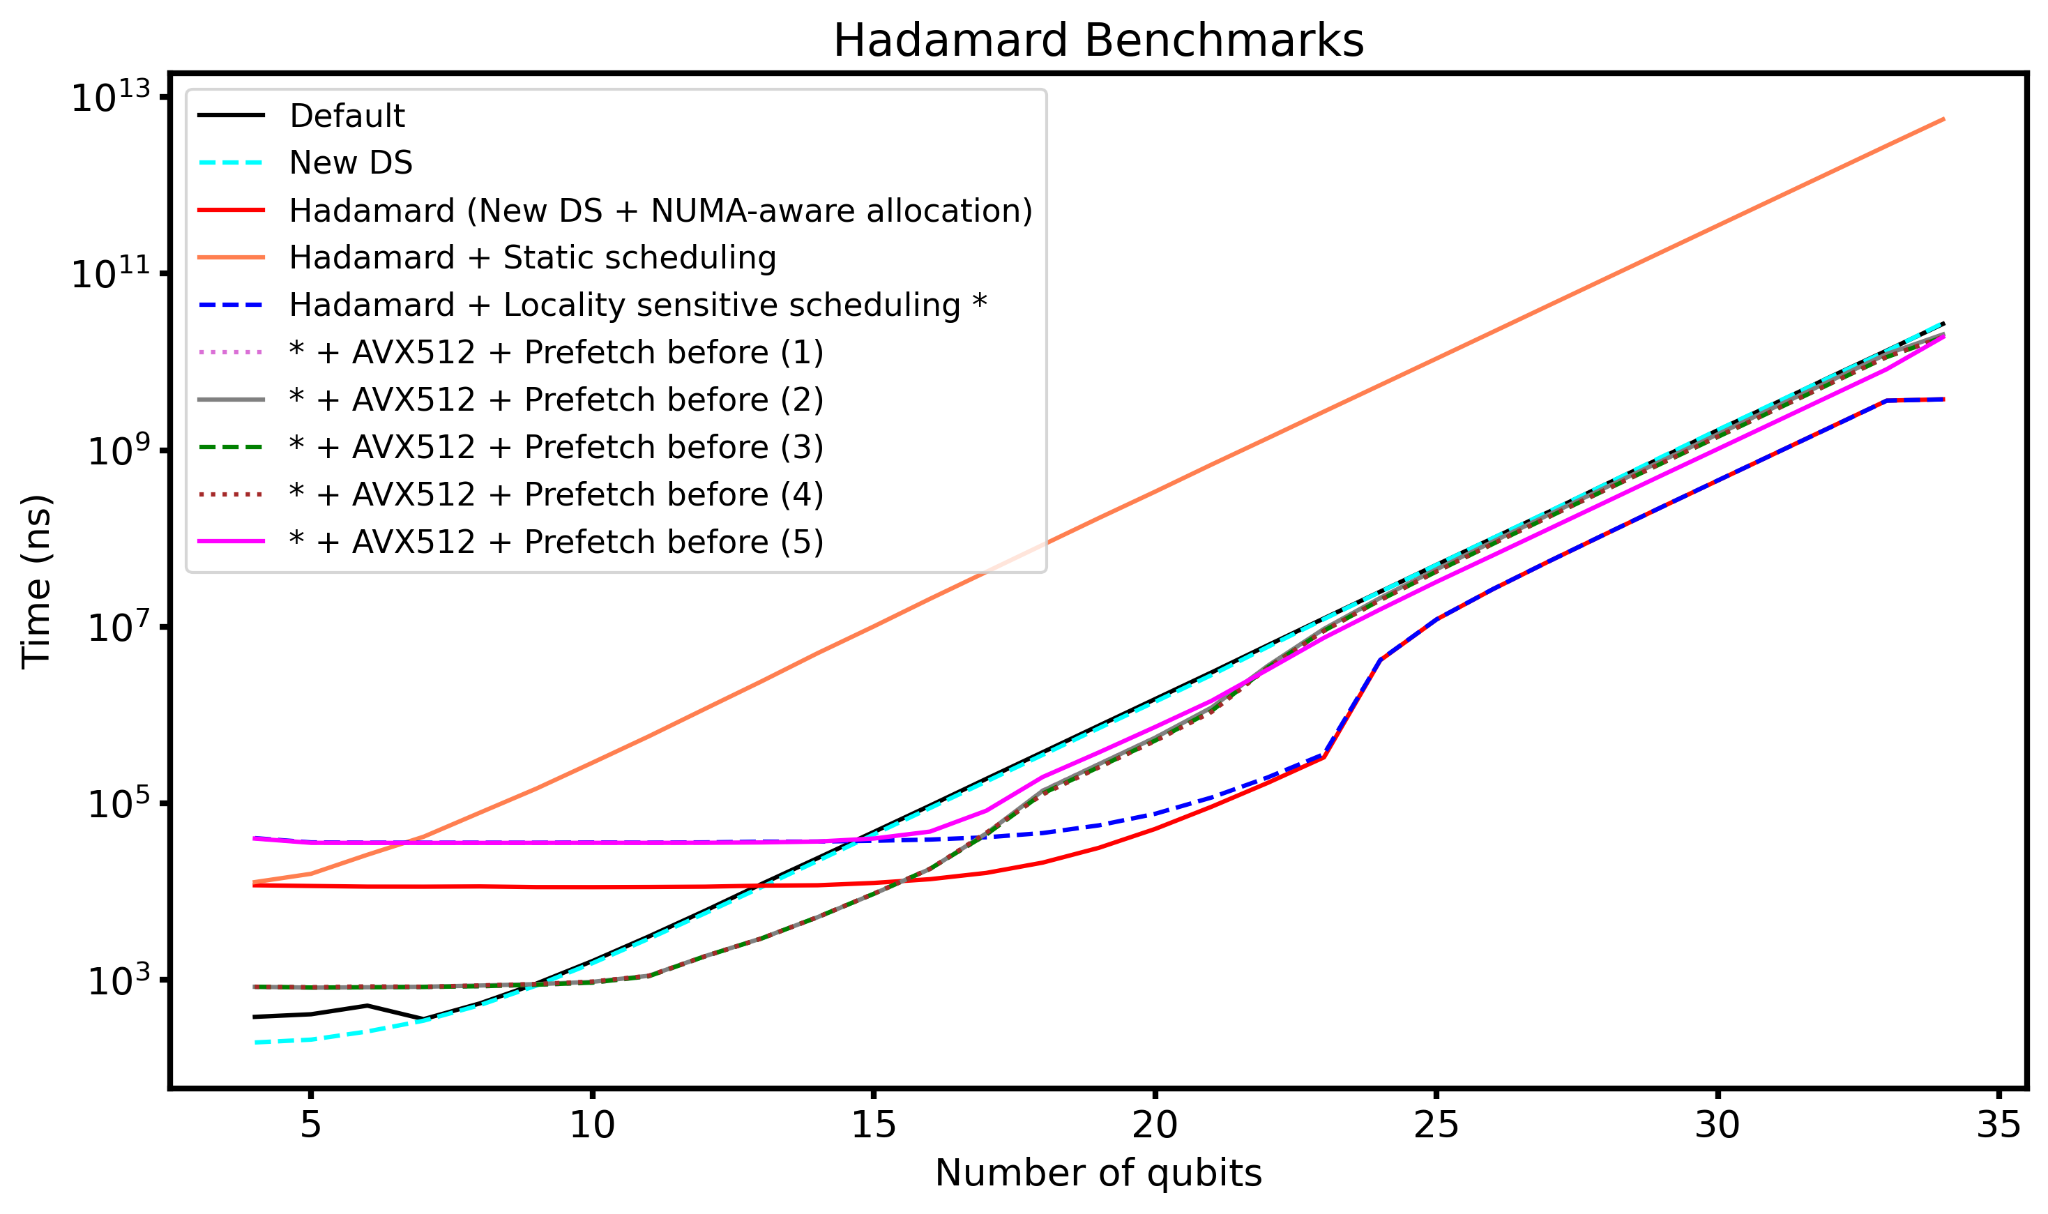 Hadamard Benchmarks
10^13
10^11
10^9
10^7
10^5
10^3
Time (ns)
Default
New DS
Hadamard (New DS + NUMA-aware allocation)
Hadamard + Static scheduling
Hadamard + Locality sensitive scheduling *
* + AVX512 + Prefetch before (1)
* + AVX512 + Prefetch before (2)
* + AVX512 + Prefetch before (3)
* + AVX512 + Prefetch before (4)
* + AVX512 + Prefetch before (5)
5 10 15 20 25 30 35
Number of qubits